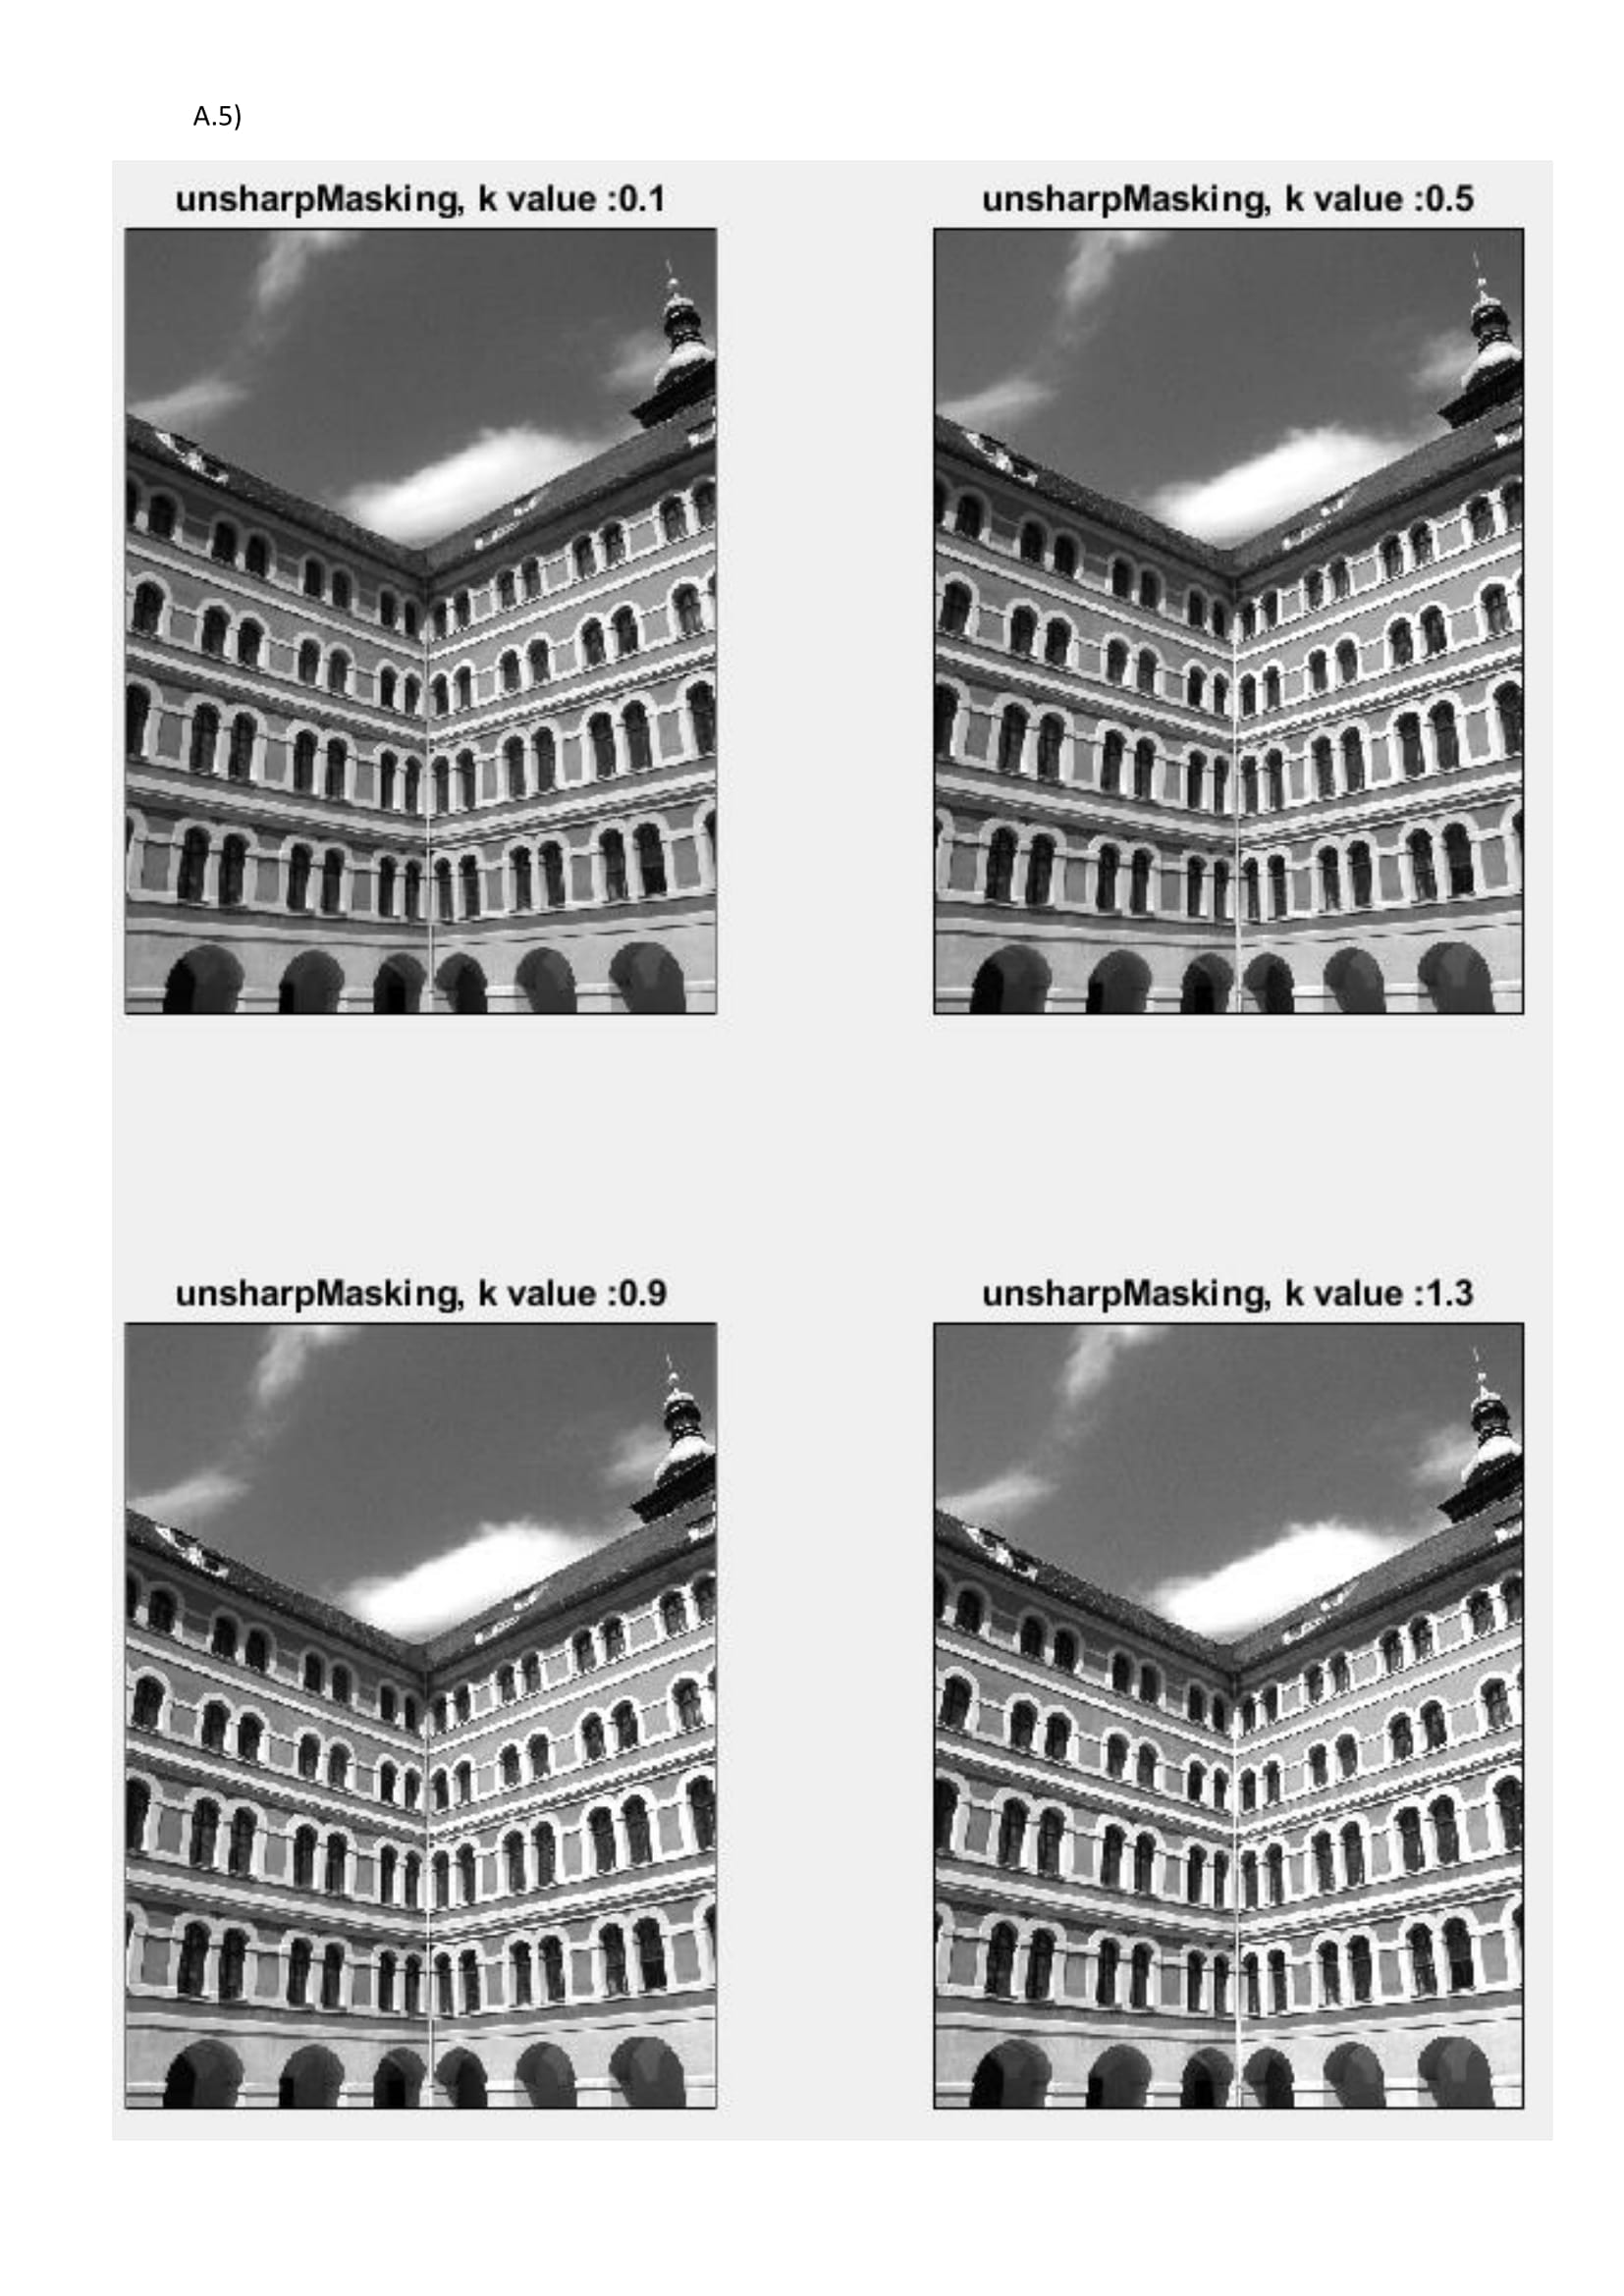 A.5)
unsharpMasking, k value :0.1
unsharpMasking, k value :0.5
unsharpMasking, k value :0.9
unsharpMasking, k value :1.3